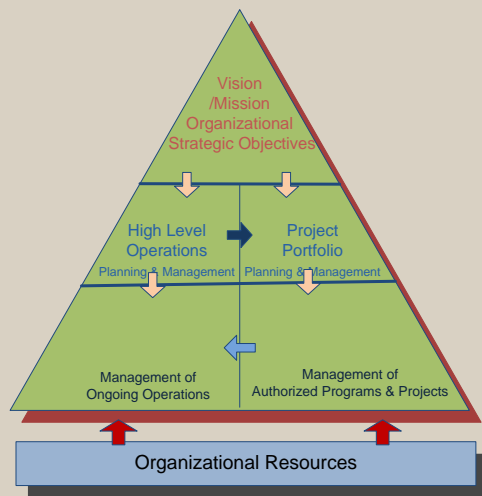 Vision
/Mission
Organizational
Strategic Objectives
High Level
Operations
Planning & Management
Project
Portfolio
Planning & Management
Management of
Ongoing Operations
Management of
Authorized Programs & Projects
Organizational Resources